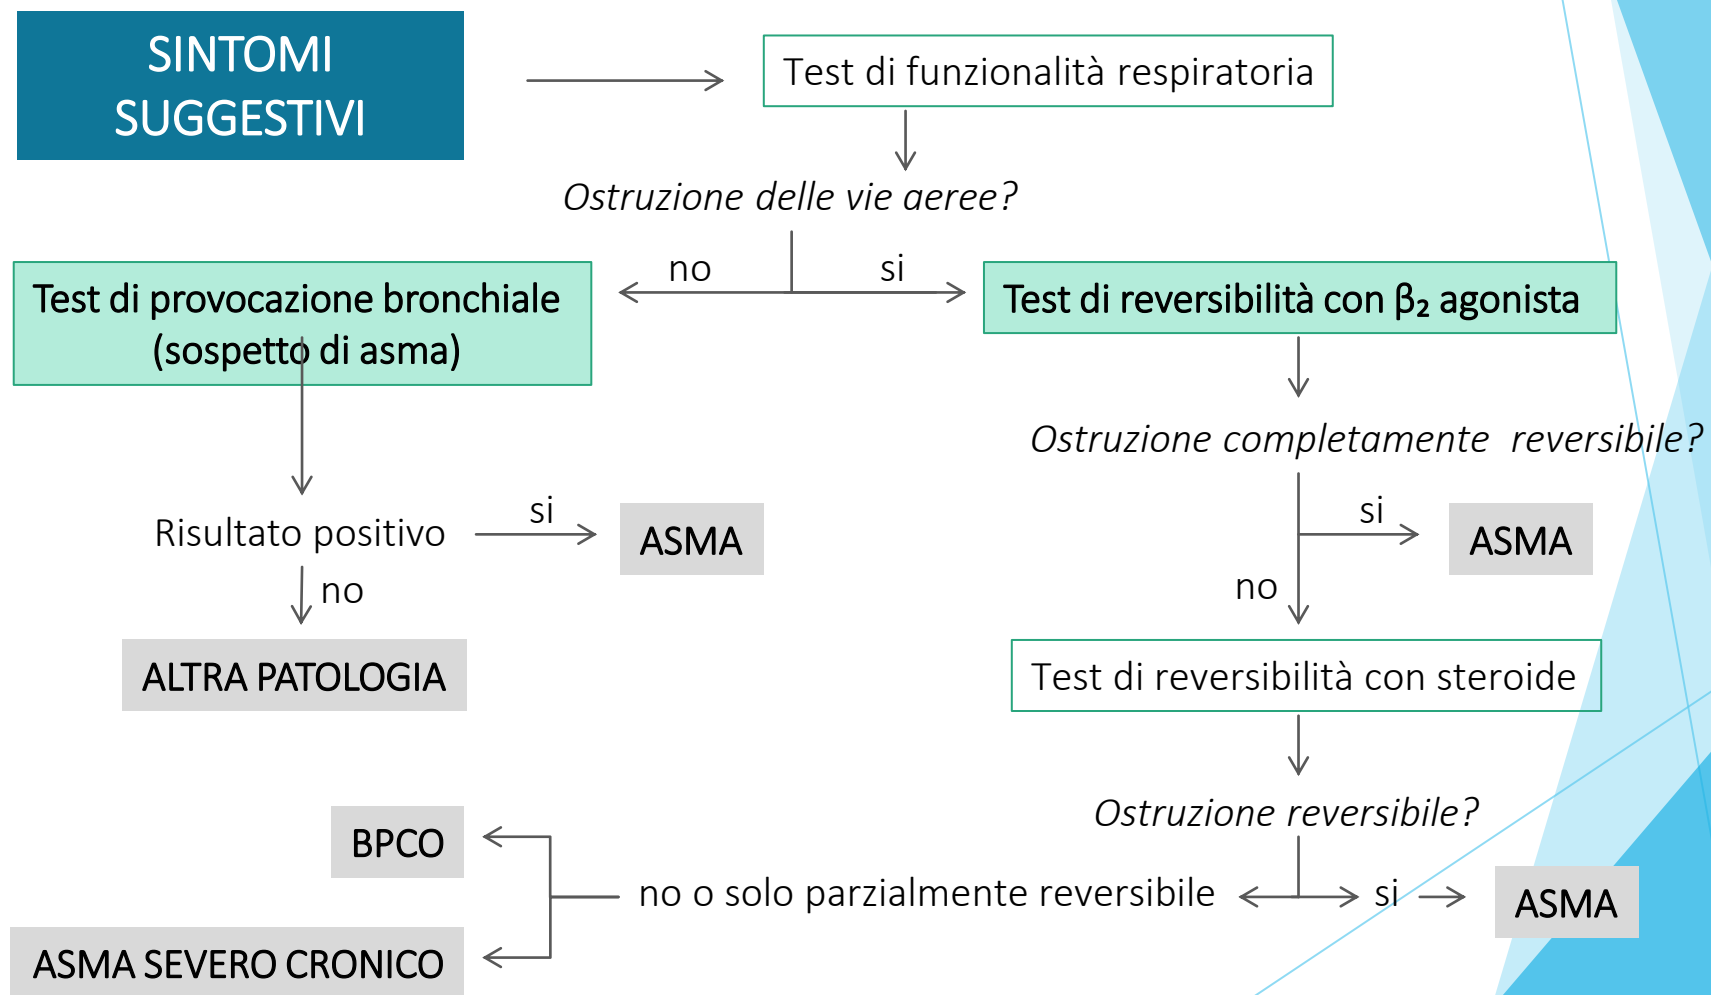 SINTOMI
SUGGESTIVI
Test di funzionalità respiratoria
Ostruzione delle vie aeree?
no
si
Test di provocazione bronchiale
(sospetto di asma)
Test di reversibilità con β₂ agonista
Ostruzione completamente reversibile?
Risultato positivo
si
ASMA
si
ASMA
no
no
ALTRA PATOLOGIA
Test di reversibilità con steroide
Ostruzione reversibile?
BPCO
no o solo parzialmente reversibile
si
ASMA
ASMA SEVERO CRONICO